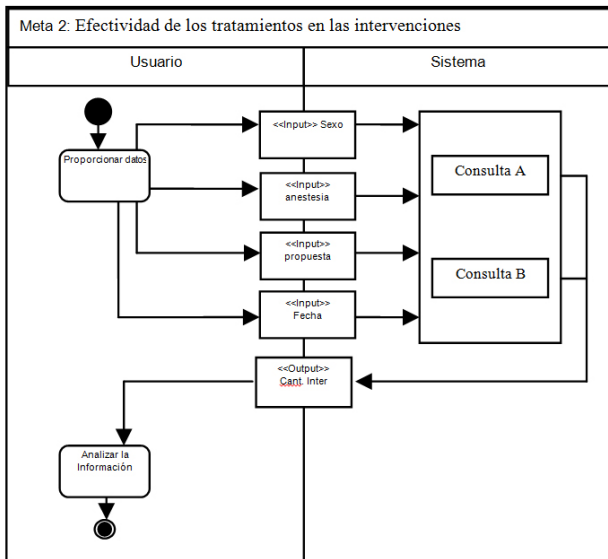 Meta 2: Efectividad de los tratamientos en las intervenciones
Usuario
Sistema
Proporcionar datos
<<Input>> Sexo
<<Input>>
anestesia
<<Input>>
propuesta
<<Input>>
Fecha
Consulta A
Consulta B
<<Output>>
Cant. Inter
Analizar la
Información